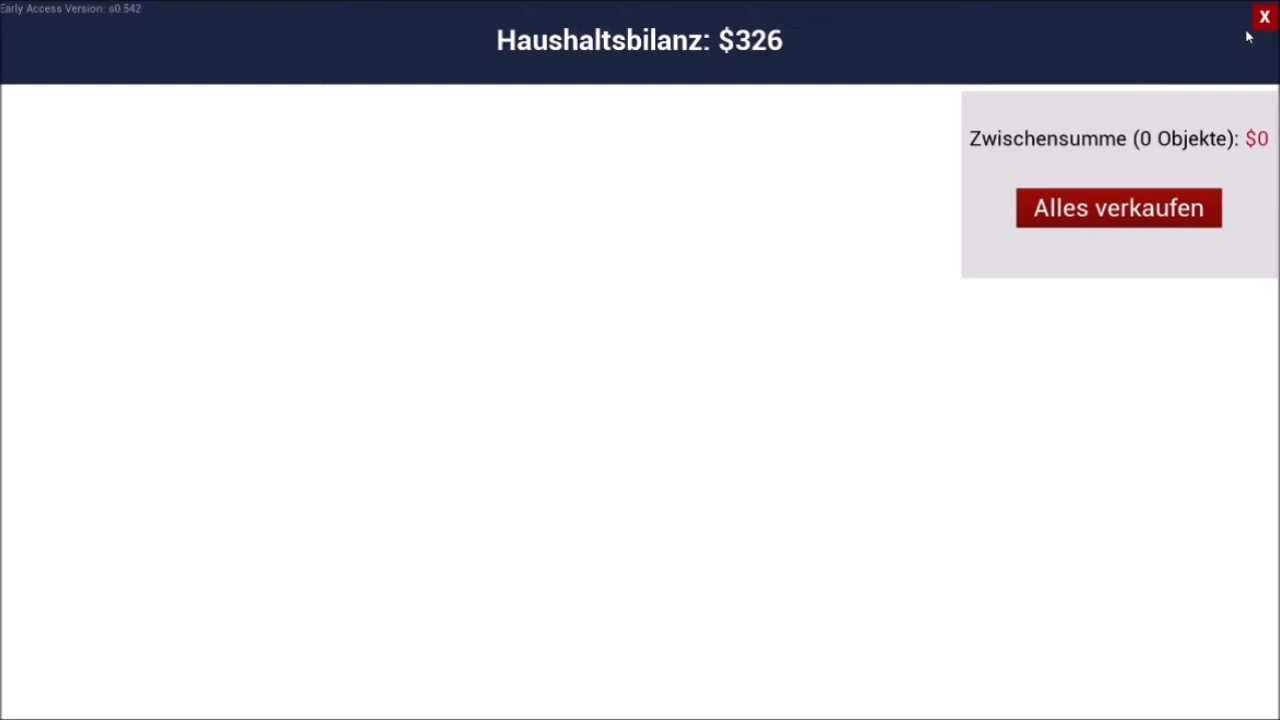 Early Access Version: s0.542
X
Haushaltsbilanz: $326
Zwischensumme (0 Objekte): $0
Alles verkaufen